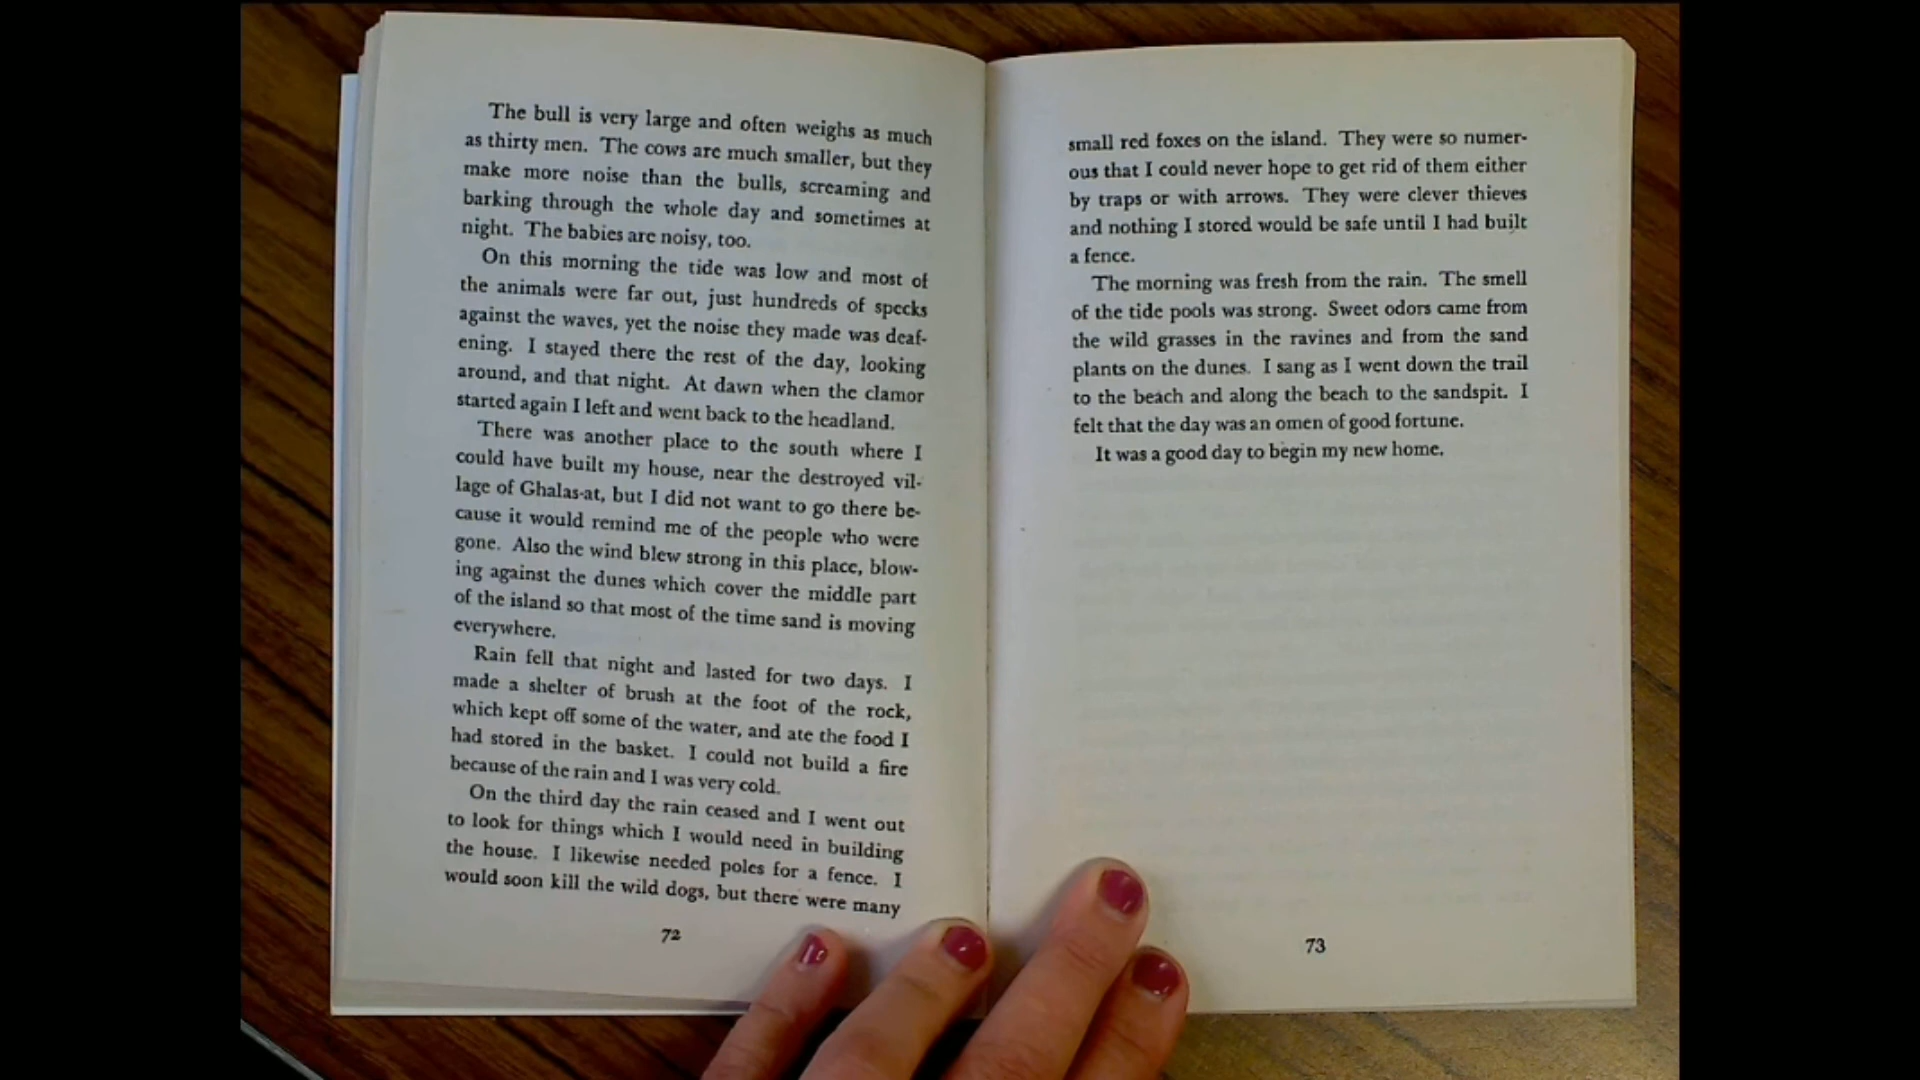 The bull is very large and often weighs as much
as thirty men. The cows are much smaller, but they
make more noise than the bulls, screaming and
barking through the whole day and sometimes at
night. The babies are noisy, too.
On this morning the tide was low and most of
the animals were far out, just hundreds of specks
against the waves, yet the noise they made was deaf-
ening. I stayed there the rest of the day, looking
around, and that night. At dawn when the clamor
started again I left and went back to the headland.
There was another place to the south where I
could have built my house, near the destroyed vil-
lage of Ghalas-at, but I did not want to go there be-
cause it would remind me of the people who were
gone. Also the wind blew strong in this place, blow-
ing against the dunes which cover the middle part
of the island so that most of the time sand is moving
everywhere.
Rain fell that night and lasted for two days. I
made a shelter of brush at the foot of the rock,
which kept off some of the water, and ate the food I
had stored in the basket. I could not build a fire
because of the rain and I was very cold.
On the third day the rain ceased and I went out
to look for things which I would need in building
the house. I likewise needed poles for a fence. I
would soon kill the wild dogs, but there were many
72
small red foxes on the island. They were so numer-
ous that I could never hope to get rid of them either
by traps or with arrows. They were clever thieves
and nothing I stored would be safe until I had built
a fence.
The morning was fresh from the rain. The smell
of the tide pools was strong. Sweet odors came from
the wild grasses in the ravines and from the sand
plants on the dunes. I sang as I went down the trail
to the beach and along the beach to the sandspit. I
felt that the day was an omen of good fortune.
It was a good day to begin my new home.
73